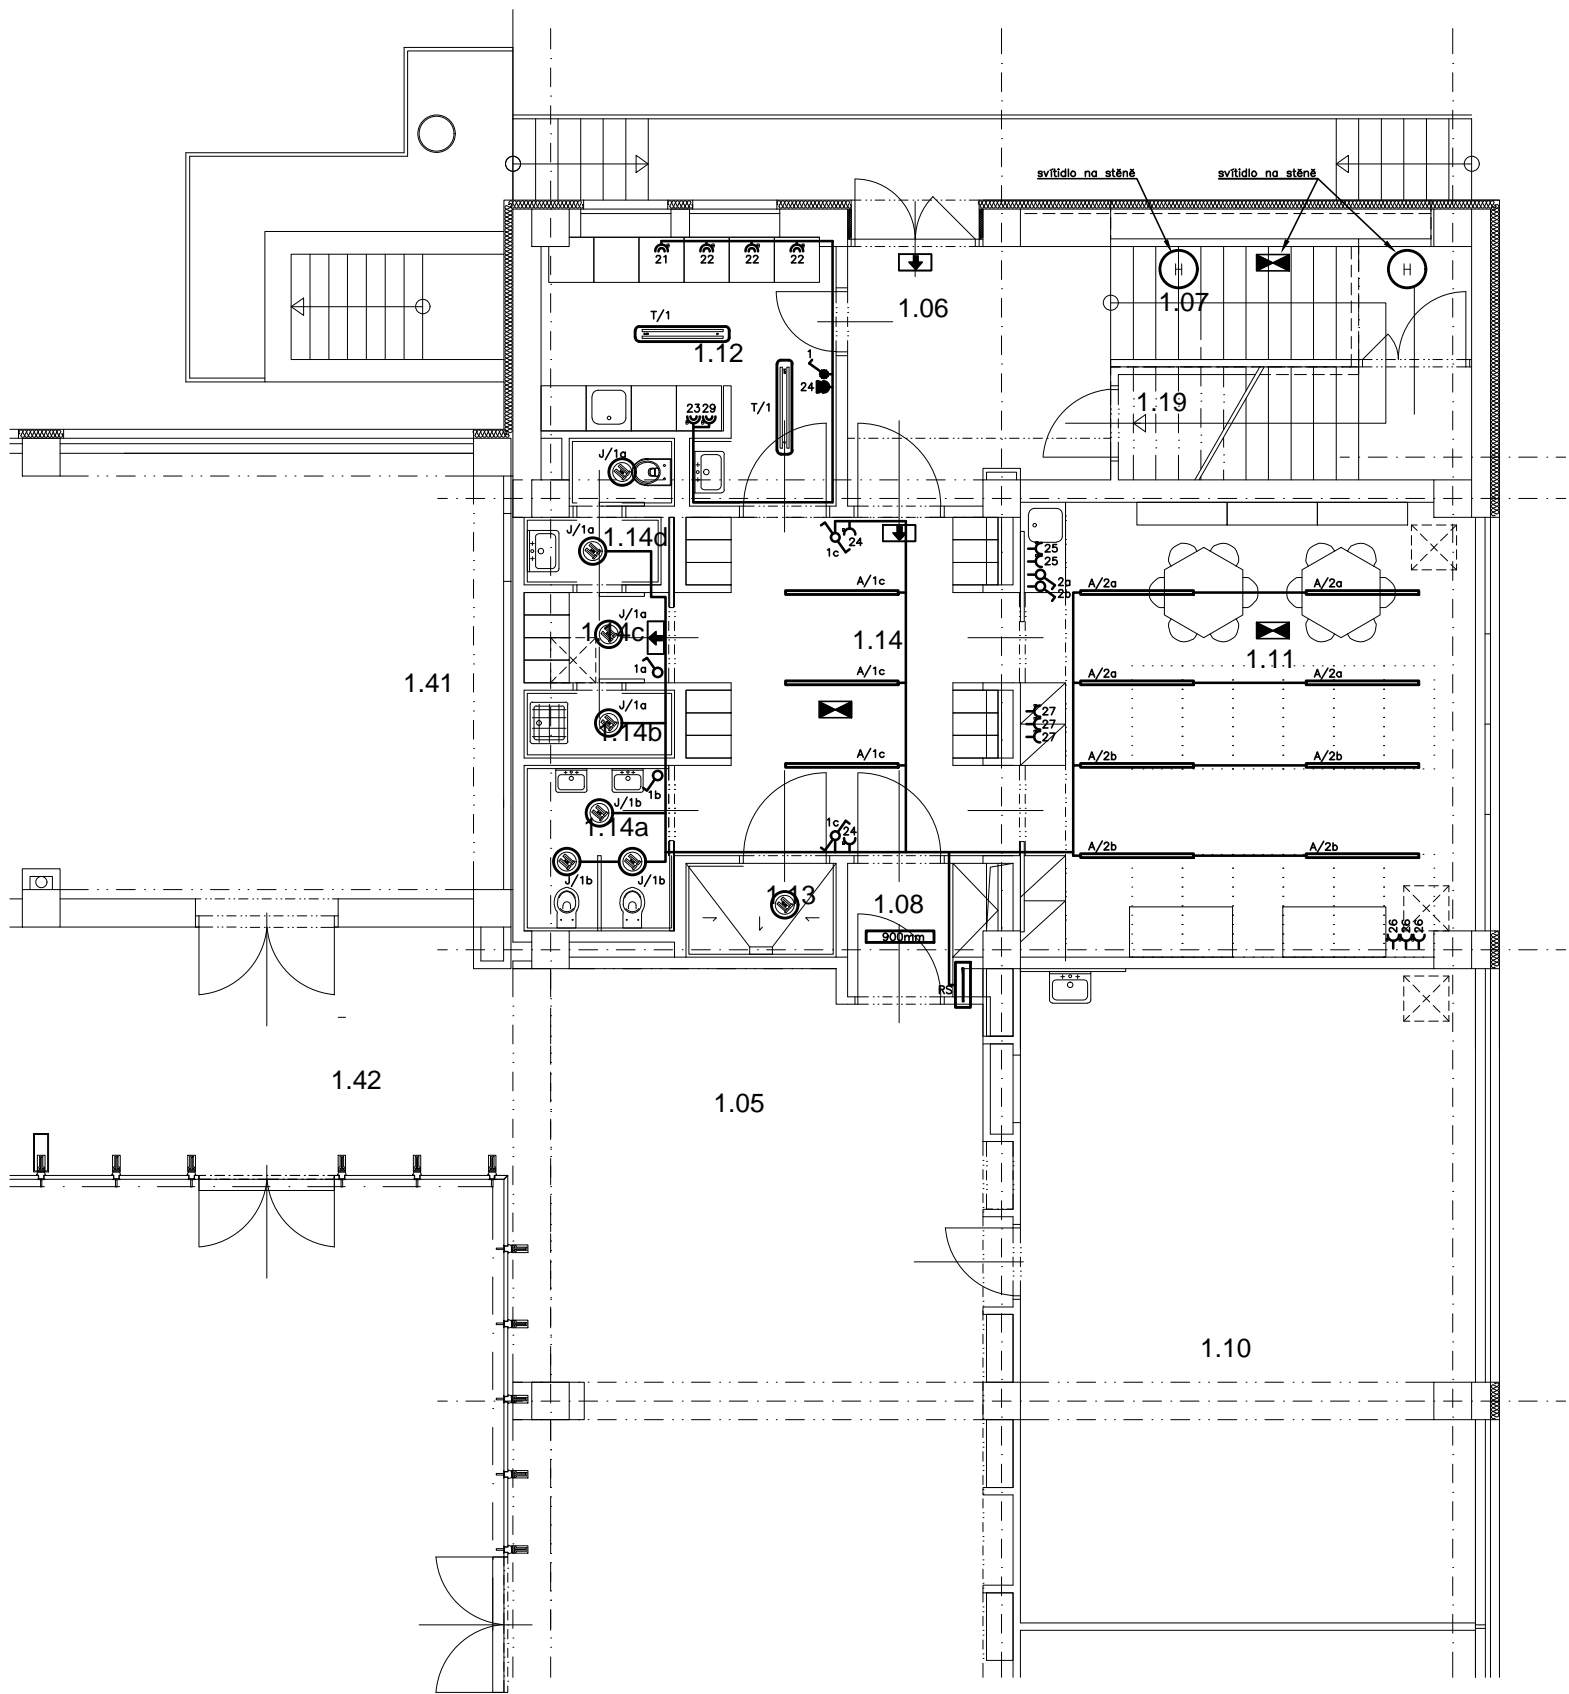 svítidlo na stěně
svítidlo na stěně
21
22
22
22
H
H
1.06
1.07
T/1
1.12
1
24
T/1
1.19
23
29
J/1a
J/1a
1.14d
1c
24
25
25
2a
2b
A/1c
A/2a
A/2a
J/1a
1.14c
1.14
1.11
1a
1.41
A/1c
A/2a
A/2a
J/1a
1.14b
27
27
27
A/1c
A/2b
A/2b
1b
J/1b
1.14a
1c
24
A/2b
A/2b
J/1b
J/1b
1.13
1.08
26
26
26
900mm
RS
1.42
1.05
1.10